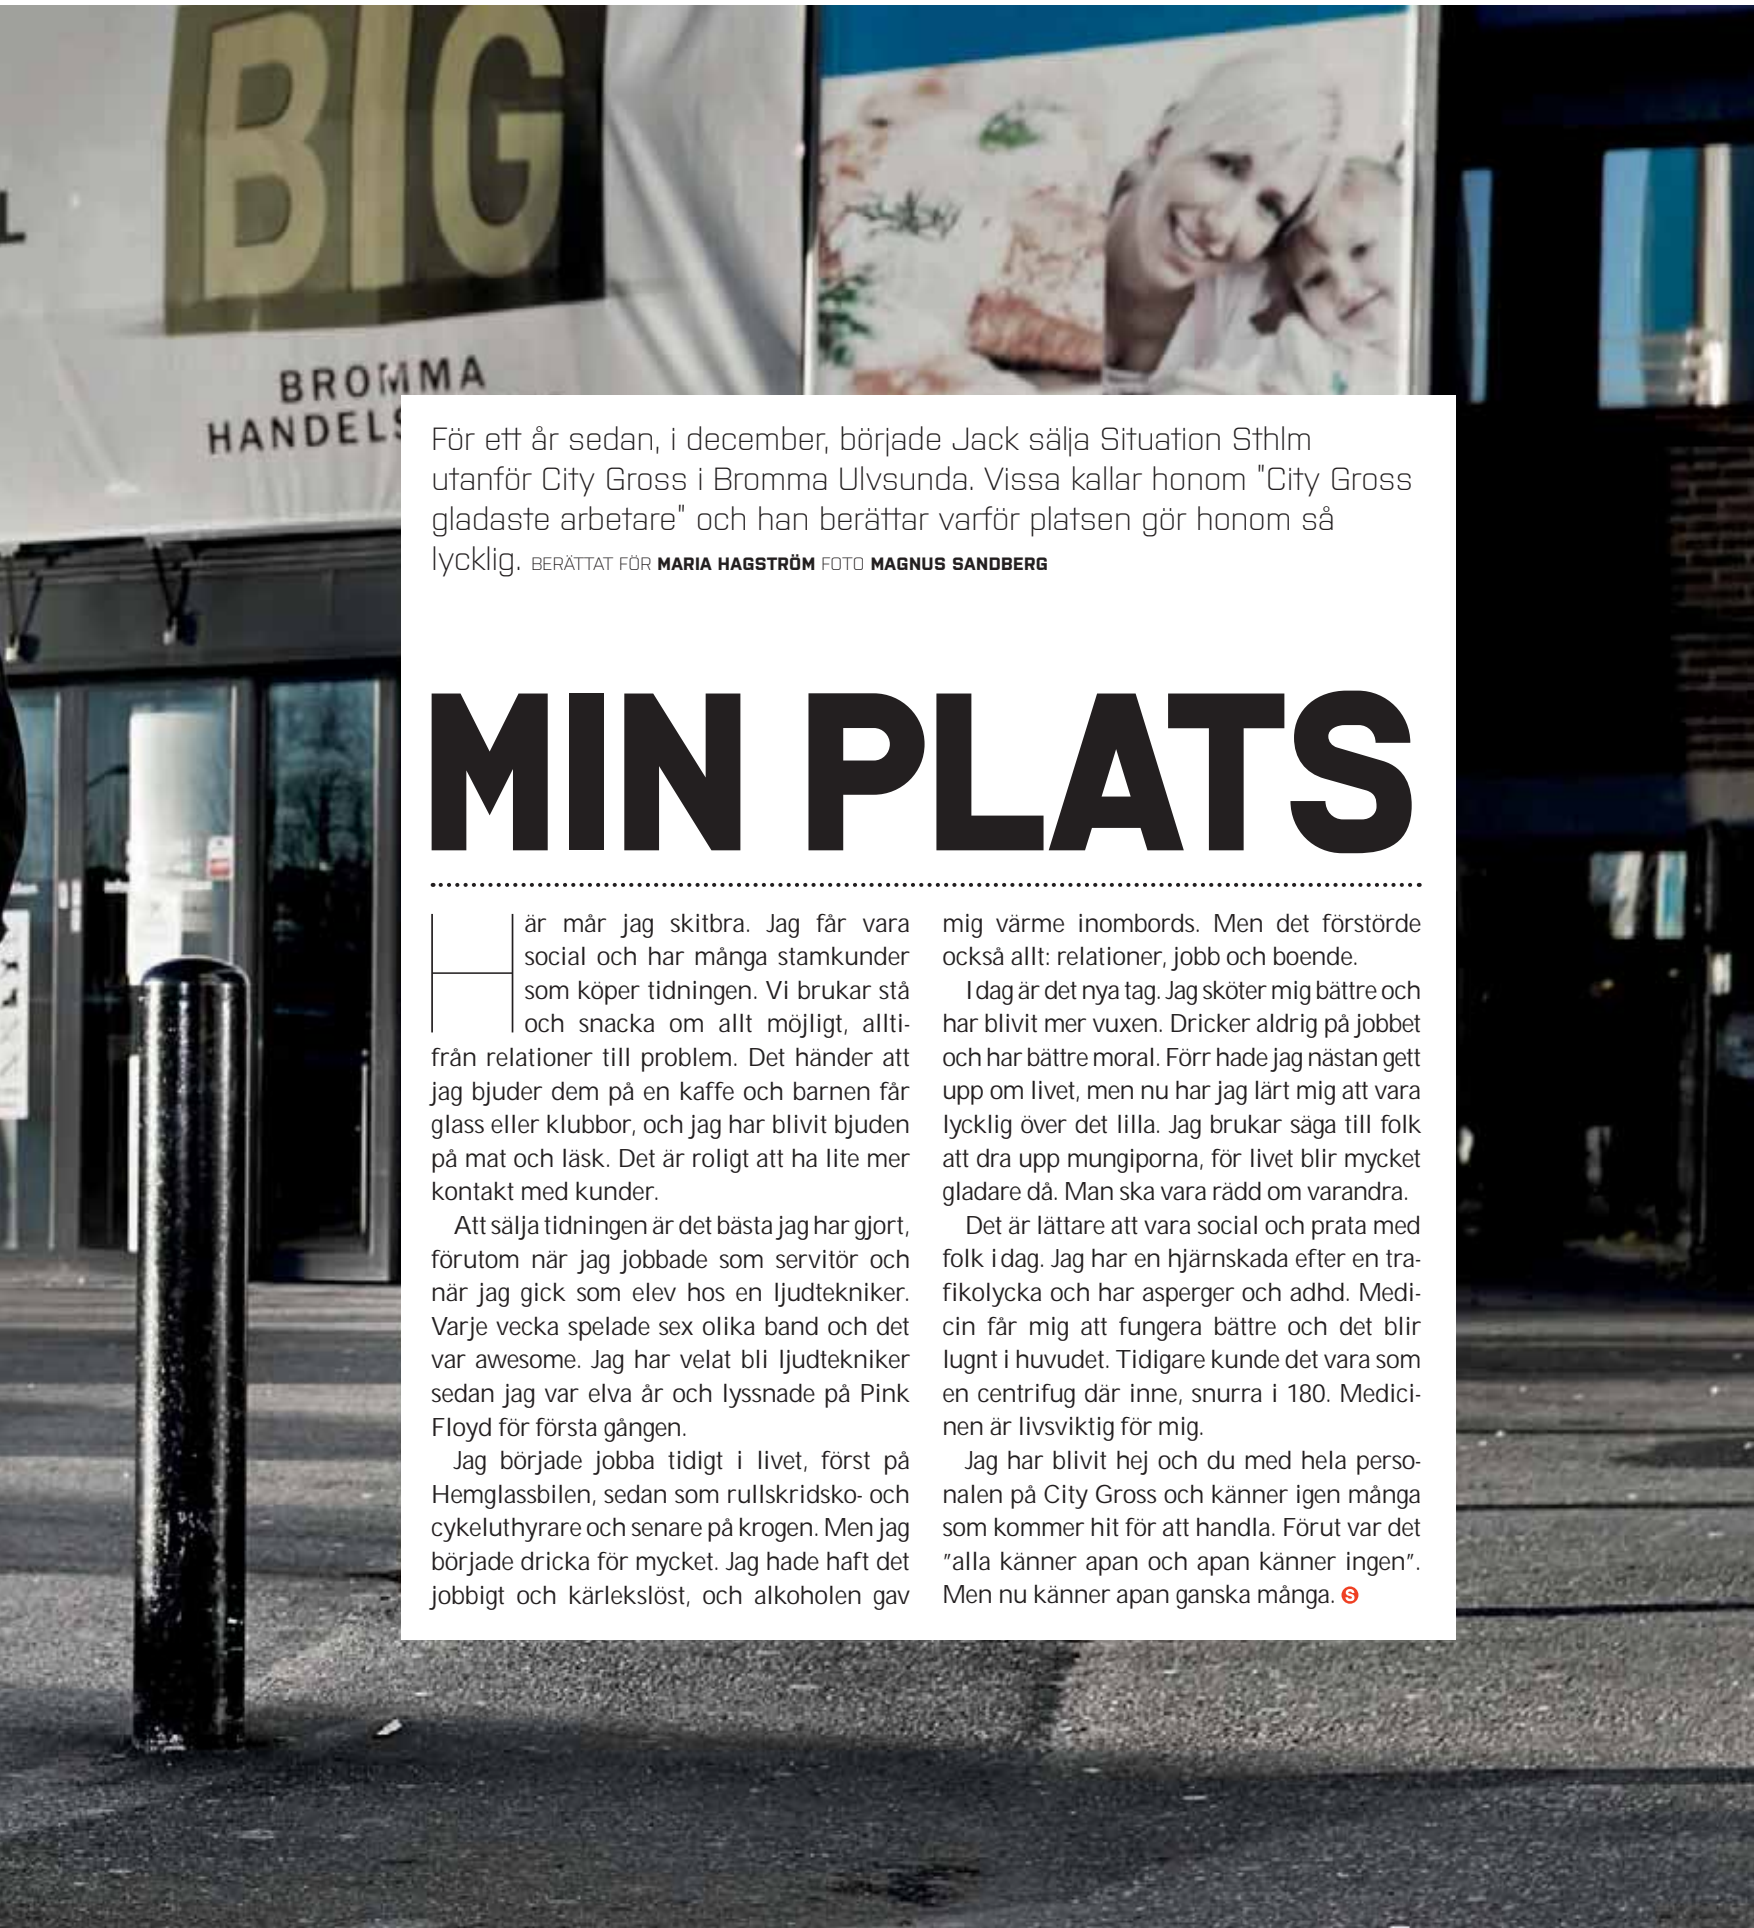 BIG
L
BROMMA
HANDELS
För ett år sedan, i december, började Jack sälja Situation Sthlm
utanför City Gross i Bromma Ulvsunda. Vissa kallar honom "City Gross
gladaste arbetare" och han berättar varför platsen gör honom så
lycklig. BERÄTTAT FÖR MARIA HAGSTRÖM FOTO MAGNUS SANDBERG
MIN PLATS
Här mår jag skitbra. Jag får vara
social och har många stamkunder
som köper tidningen. Vi brukar stå
och snacka om allt möjligt, allti-
från relationer till problem. Det händer att
jag bjuder dem på en kaffe och barnen får
glass eller klubbor, och jag har blivit bjuden
på mat och läsk. Det är roligt att ha lite mer
kontakt med kunder.
Att sälja tidningen är det bästa jag har gjort,
förutom när jag jobbade som servitör och
när jag gick som elev hos en ljudtekniker.
Varje vecka spelade sex olika band och det
var awesome. Jag har velat bli ljudtekniker
sedan jag var elva år och lyssnade på Pink
Floyd för första gången.
Jag började jobba tidigt i livet, först på
Hemglassbilen, sedan som rullskridsko- och
cykeluthyrare och senare på krogen. Men jag
började dricka för mycket. Jag hade haft det
jobbigt och kärlekslöst, och alkoholen gav
mig värme inombords. Men det förstörde
också allt: relationer, jobb och boende.
I dag är det nya tag. Jag sköter mig bättre och
har blivit mer vuxen. Dricker aldrig på jobbet
och har bättre moral. Förr hade jag nästan gett
upp om livet, men nu har jag lärt mig att vara
lycklig över det lilla. Jag brukar säga till folk
att dra upp mungiporna, för livet blir mycket
gladare då. Man ska vara rädd om varandra.
Det är lättare att vara social och prata med
folk i dag. Jag har en hjärnskada efter en tra-
fikolycka och har asperger och adhd. Medi-
cin får mig att fungera bättre och det blir
lugnt i huvudet. Tidigare kunde det vara som
en centrifug där inne, snurra i 180. Medici-
nen är livsviktig för mig.
Jag har blivit hej och du med hela perso-
nalen på City Gross och känner igen många
som kommer hit för att handla. Förut var det
"alla känner apan och apan känner ingen".
Men nu känner apan ganska många. S